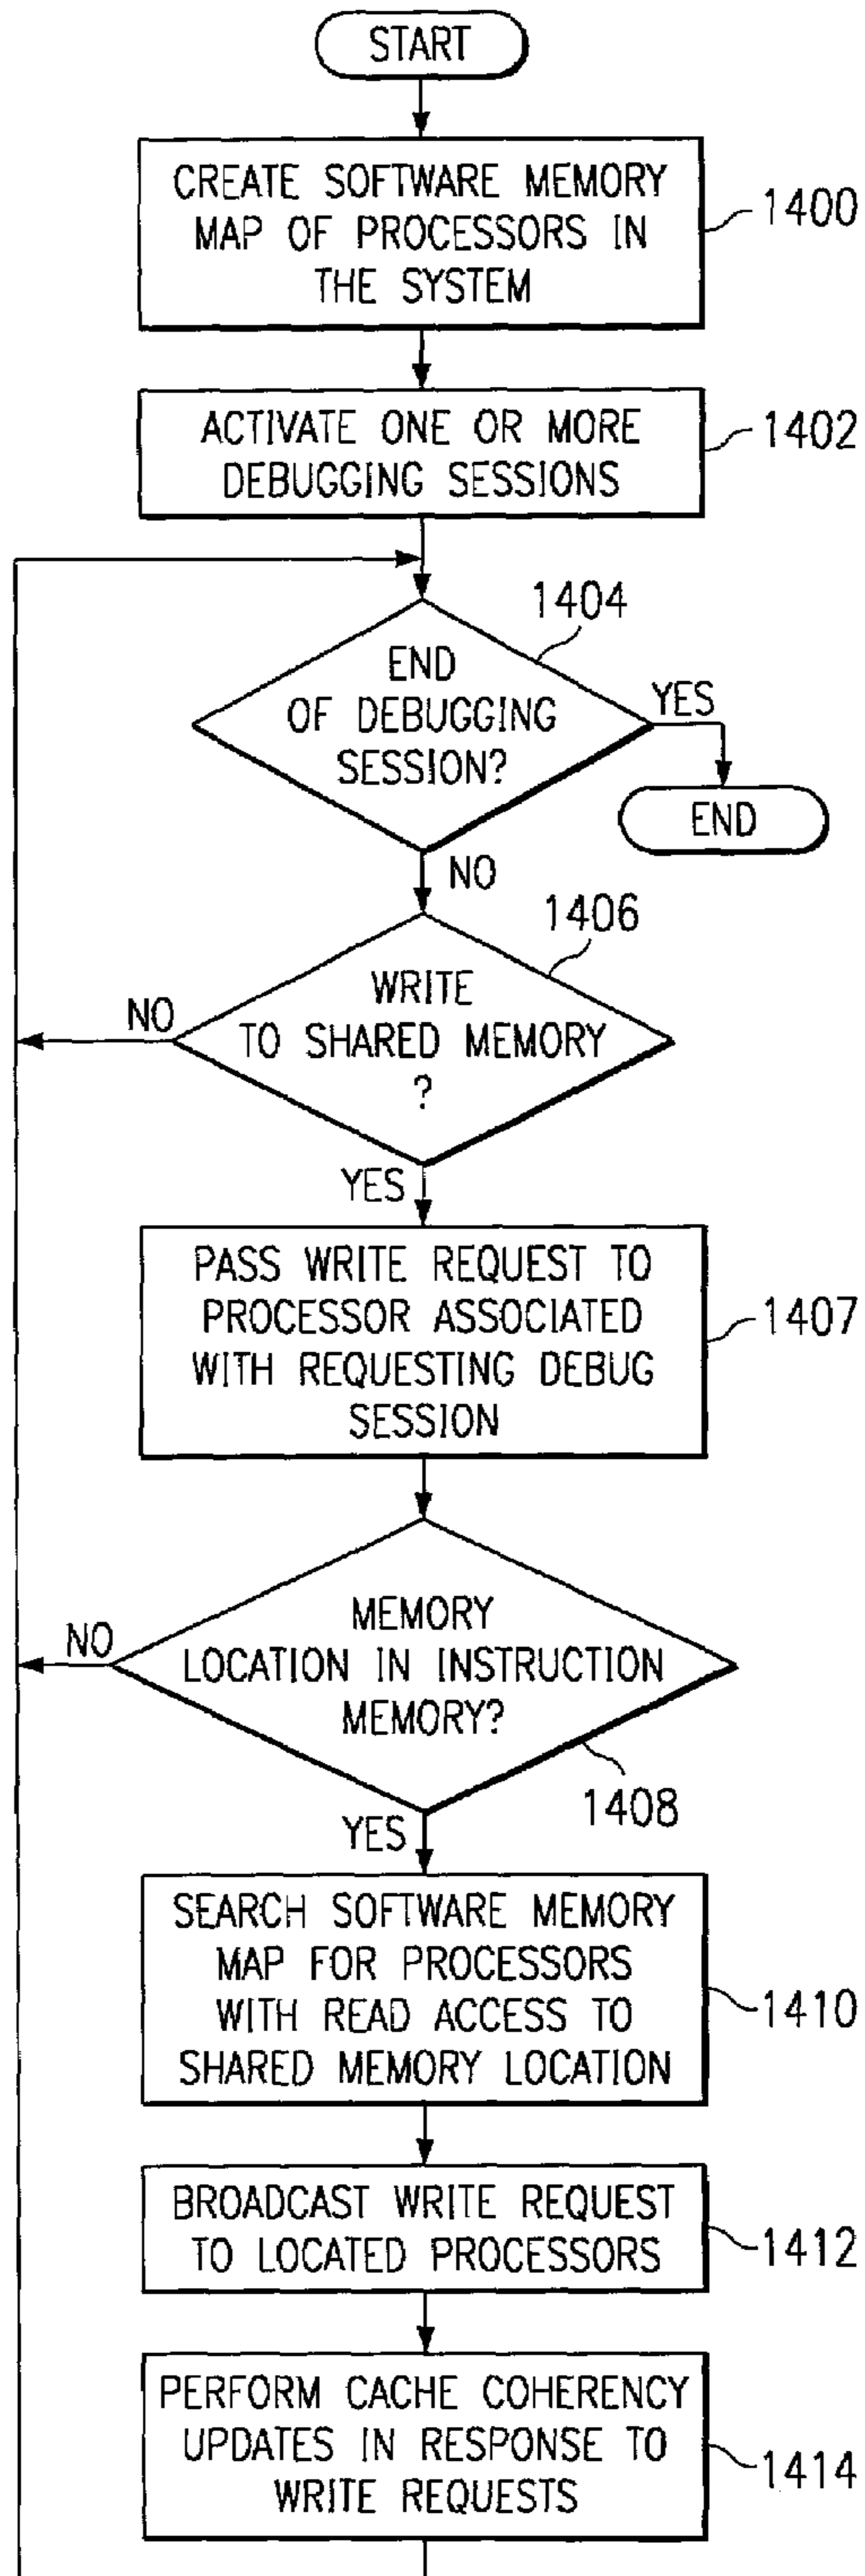 START
CREATE SOFTWARE MEMORY
MAP OF PROCESSORS IN
THE SYSTEM
1400
ACTIVATE ONE OR MORE
DEBUGGING SESSIONS
1402
1404
END
OF DEBUGGING
SESSION?
YES
END
NO
1406
WRITE
TO SHARED MEMORY
?
NO
YES
PASS WRITE REQUEST TO
PROCESSOR ASSOCIATED
WITH REQUESTING DEBUG
SESSION
1407
MEMORY
LOCATION IN INSTRUCTION
MEMORY?
NO
1408
YES
SEARCH SOFTWARE MEMORY
MAP FOR PROCESSORS
WITH READ ACCESS TO
SHARED MEMORY LOCATION
1410
BROADCAST WRITE REQUEST
TO LOCATED PROCESSORS
1412
PERFORM CACHE COHERENCY
UPDATES IN RESPONSE TO
WRITE REQUESTS
1414